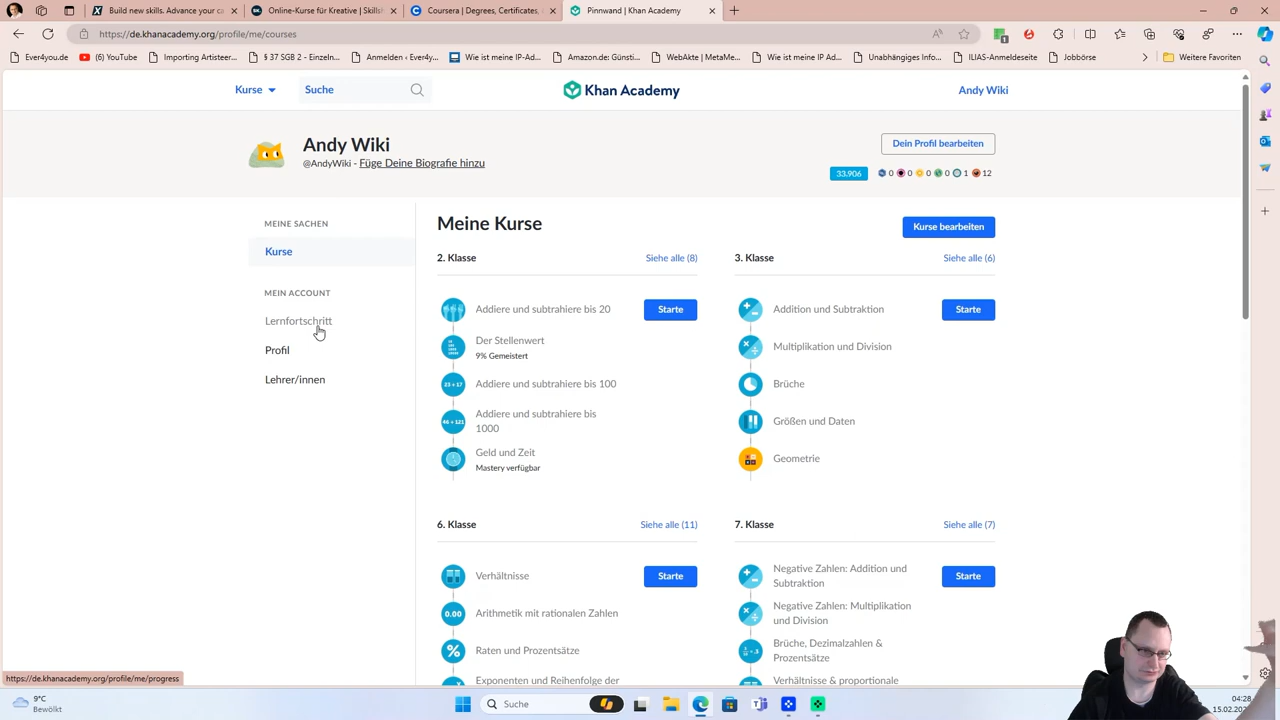 Build new skills. Advance your ca
Online-Kurse für Kreative | Skills
Coursera | Degrees, Certificates,
Pinnwand | Khan Academy
https://de.khanacademy.org/profile/me/courses
Ever4you.de
(6) YouTube
Importing Artisteer...
§ 37 SGB 2 - Einzeln...
Anmelden ‹ Ever4yo...
Wie ist meine IP-Ad...
Amazon.de: Günsti...
WebAkte | MetaMe...
Wie ist meine IP-Ad...
Unabhängiges, Info...
ILIAS-Gemeinschaft
Jobbörse
Weitere Favoriten
Kurse
Suche
Khan Academy
Andy Wiki
Andy Wiki
@AndyWiki - Füge Deine Biografie hinzu
Dein Profil bearbeiten
33.906 0 0 0 0 1 12
MEINE SACHEN
Kurse
MEIN ACCOUNT
Lernfortschritt
Profil
Lehrer/innen
Meine Kurse
Kurse bearbeiten
2. Klasse
Siehe alle (8)
Addiere und subtrahiere bis 20
Starte
Der Stellenwert
9% Gemeistert
23 + 17
Addiere und subtrahiere bis 100
46 + 121
Addiere und subtrahiere bis
1000
Geld und Zeit
Mastery verfügbar
3. Klasse
Siehe alle (6)
Addition und Subtraktion
Starte
Multiplikation und Division
Brüche
Größen und Daten
Geometrie
6. Klasse
Siehe alle (11)
Verhältnisse
Starte
0.00
Arithmetik mit rationalen Zahlen
%
Raten und Prozentsätze
Exponenten und Reihenfolge der
7. Klasse
Siehe alle (7)
Negative Zahlen: Addition und
Subtraktion
Starte
Negative Zahlen: Multiplikation
und Division
Brüche, Dezimalzahlen &
Prozentsätze
Verhältnisse & proportionale
https://de.khanacademy.org/profile/me/progress
9°C
Bewölkt
Suche
04:28